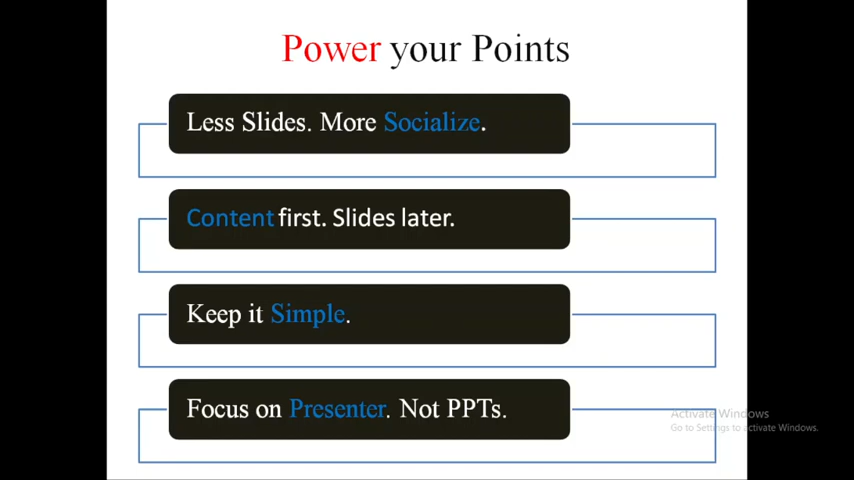 Power your Points
Less Slides. More Socialize.
Content first. Slides later.
Keep it Simple.
Focus on Presenter. Not PPTs.
Activate Windows
Go to Settings to activate Windows.